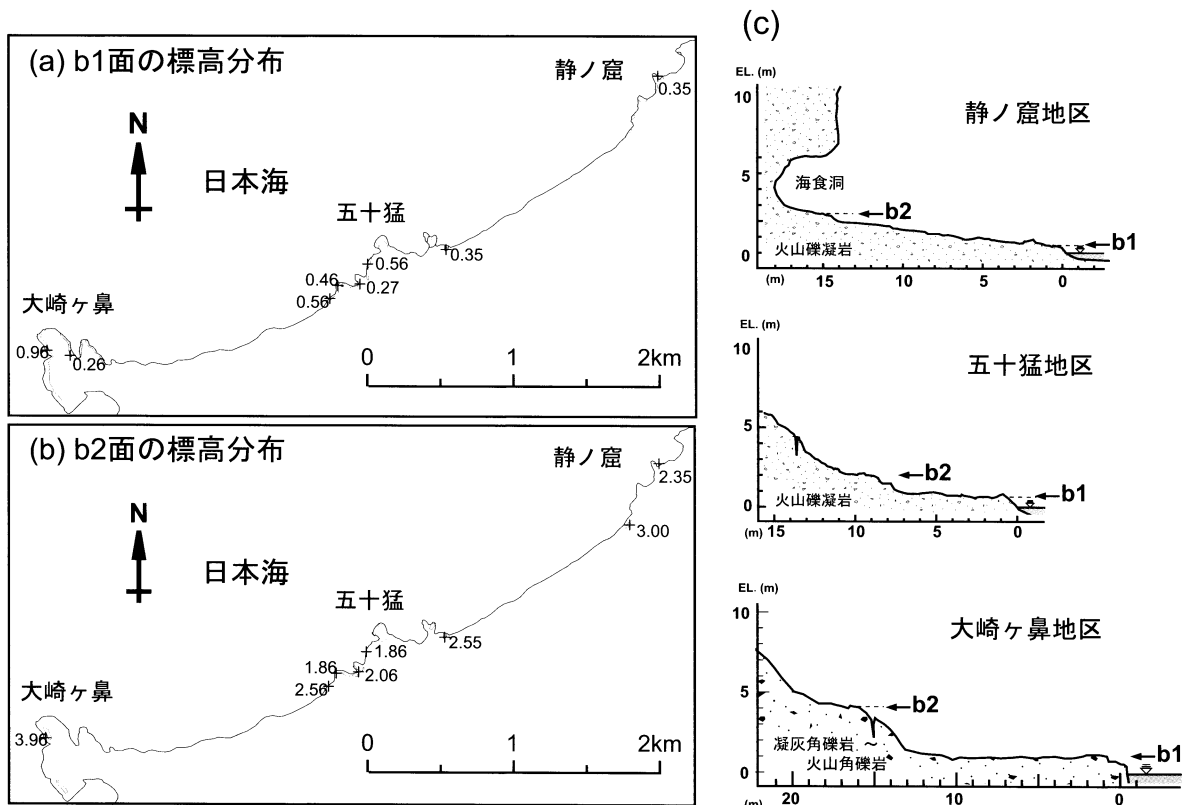 (a) b1面の標高分布
静ノ窟
0.35
N
日本海
五十猛
0.35
0.56
0.46
0.27
0.56
大崎ヶ鼻
0.96
0.26
0 1 2km
(b) b2面の標高分布
静ノ窟
2.35
3.00
N
日本海
五十猛
2.55
1.86
1.86
2.06
2.56
大崎ヶ鼻
3.96
0 1 2km
(c)
EL. (m)
10
静ノ窟地区
5
海食洞
b2
火山礫凝岩
b1
0
(m) 15 10 5 0
EL. (m)
10
五十猛地区
5
b2
火山礫凝岩
b1
0
(m) 15 10 5 0
EL. (m)
10
大崎ヶ鼻地区
5
b2
凝灰角礫岩 ～
火山角礫岩
b1
0
(m) 20 10 0